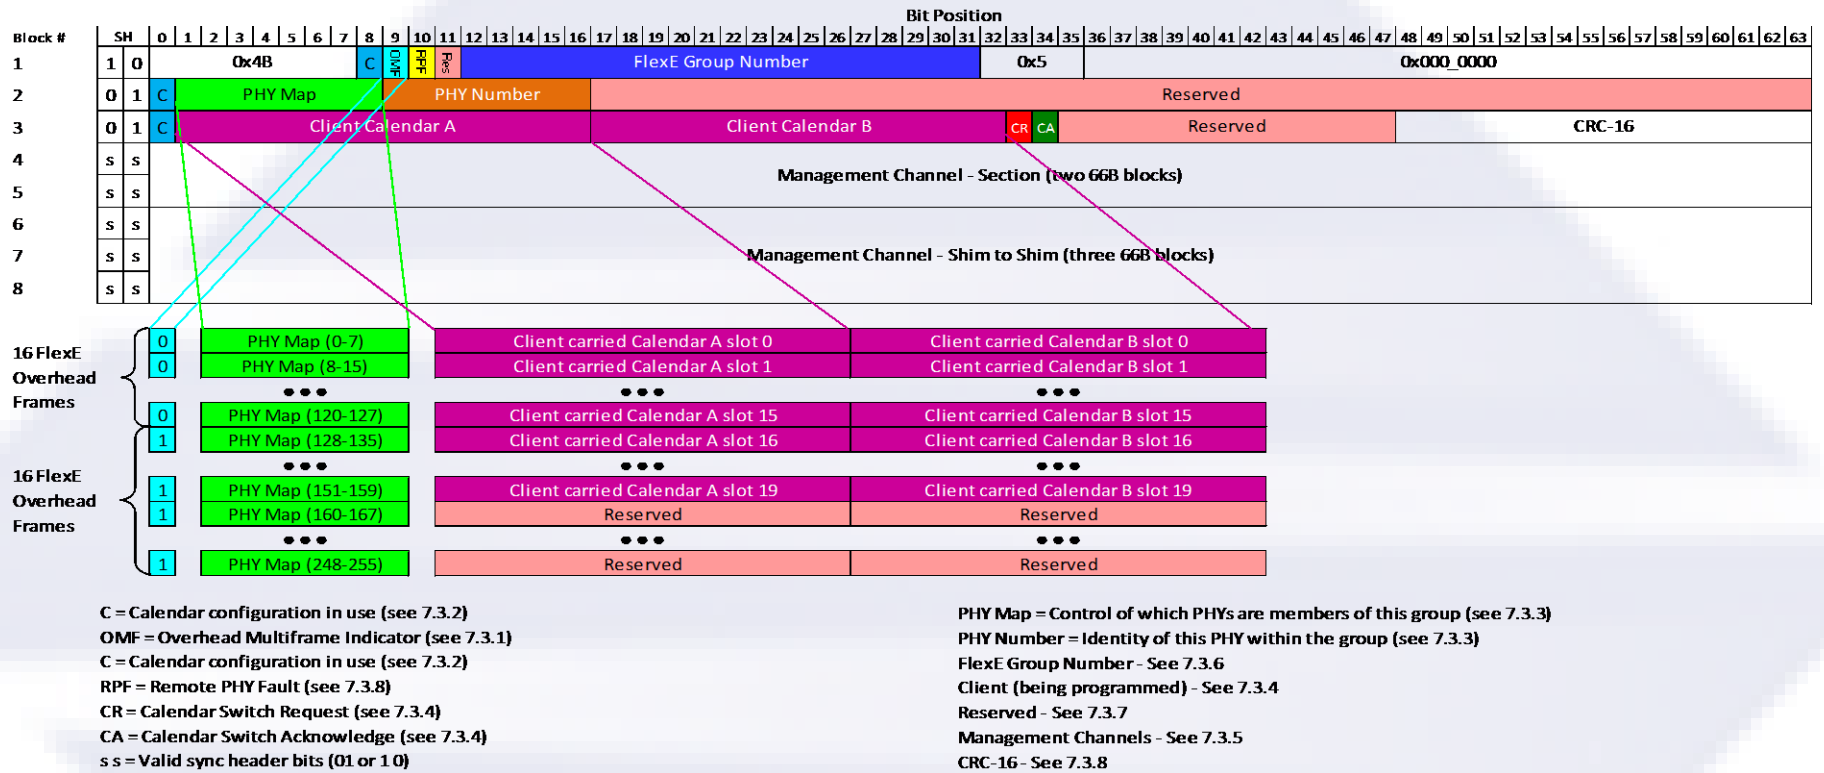 Bit Position
Block # SH 0 1 2 3 4 5 6 7 8 9 10 11 12 13 14 15 16 17 18 19 20 21 22 23 24 25 26 27 28 29 30 31 32 33 34 35 36 37 38 39 40 41 42 43 44 45 46 47 48 49 50 51 52 53 54 55 56 57 58 59 60 61 62 63
1 1 0 0x4B C OMF RPF Res FlexE Group Number 0x5 0x000_0000
2 0 1 C PHY Map PHY Number Reserved
3 0 1 C Client Calendar A Client Calendar B CR CA Reserved CRC-16
4 s s
Management Channel - Section (two 66B blocks)
5 s s
6 s s
7 s s Management Channel - Shim to Shim (three 66B blocks)
8 s s
16 FlexE Overhead Frames
0 PHY Map (0-7) Client carried Calendar A slot 0 Client carried Calendar B slot 0
0 PHY Map (8-15) Client carried Calendar A slot 1 Client carried Calendar B slot 1
••• ••• •••
0 PHY Map (120-127) Client carried Calendar A slot 15 Client carried Calendar B slot 15
16 FlexE Overhead Frames
1 PHY Map (128-135) Client carried Calendar A slot 16 Client carried Calendar B slot 16
••• ••• •••
1 PHY Map (151-159) Client carried Calendar A slot 19 Client carried Calendar B slot 19
1 PHY Map (160-167) Reserved Reserved
••• ••• •••
1 PHY Map (248-255) Reserved Reserved
C = Calendar configuration in use (see 7.3.2)
OMF = Overhead Multiframe Indicator (see 7.3.1)
C = Calendar configuration in use (see 7.3.2)
RPF = Remote PHY Fault (see 7.3.8)
CR = Calendar Switch Request (see 7.3.4)
CA = Calendar Switch Acknowledge (see 7.3.4)
s s = Valid sync header bits (01 or 1 0)
PHY Map = Control of which PHYs are members of this group (see 7.3.3)
PHY Number = Identity of this PHY within the group (see 7.3.3)
FlexE Group Number - See 7.3.6
Client (being programmed) - See 7.3.4
Reserved - See 7.3.7
Management Channels - See 7.3.5
CRC-16 - See 7.3.8